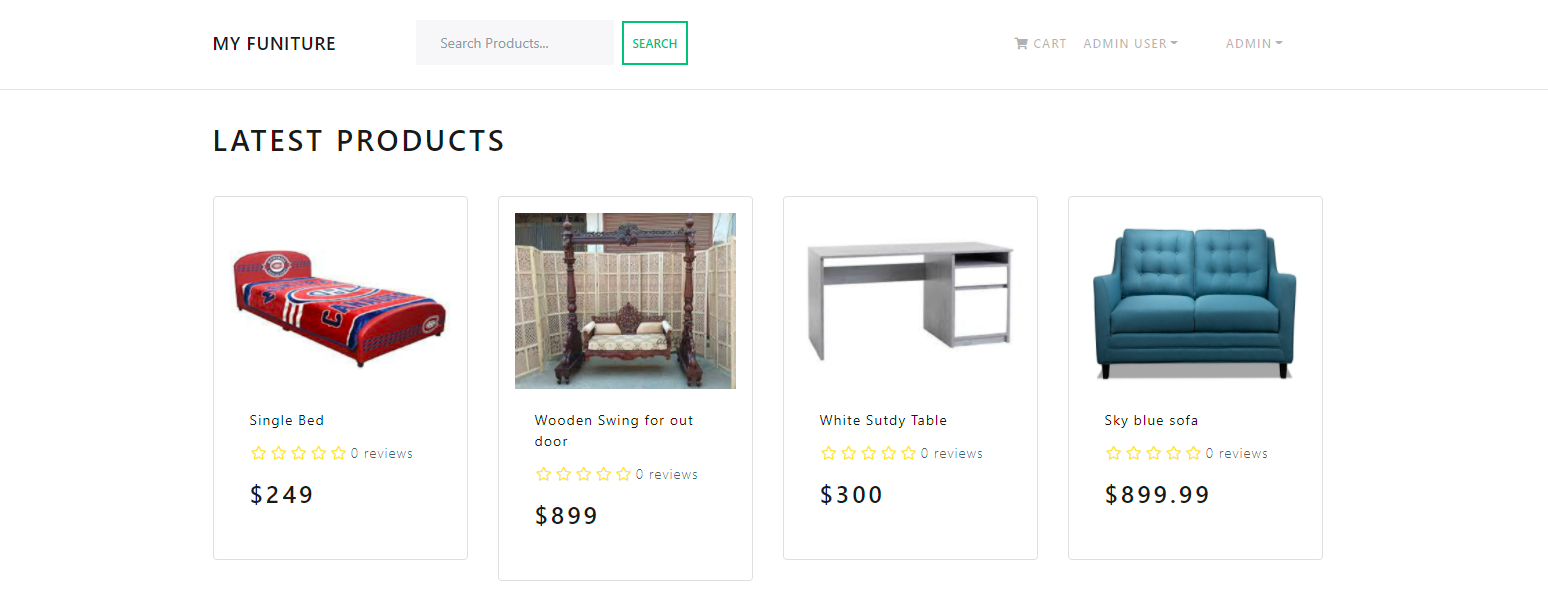 MY FUNITURE
Search Products...
SEARCH
CART
ADMIN USER
ADMIN
LATEST PRODUCTS
Single Bed
0 reviews
$249
Wooden Swing for out
door
0 reviews
$899
White Sutdy Table
0 reviews
$300
Sky blue sofa
0 reviews
$899.99